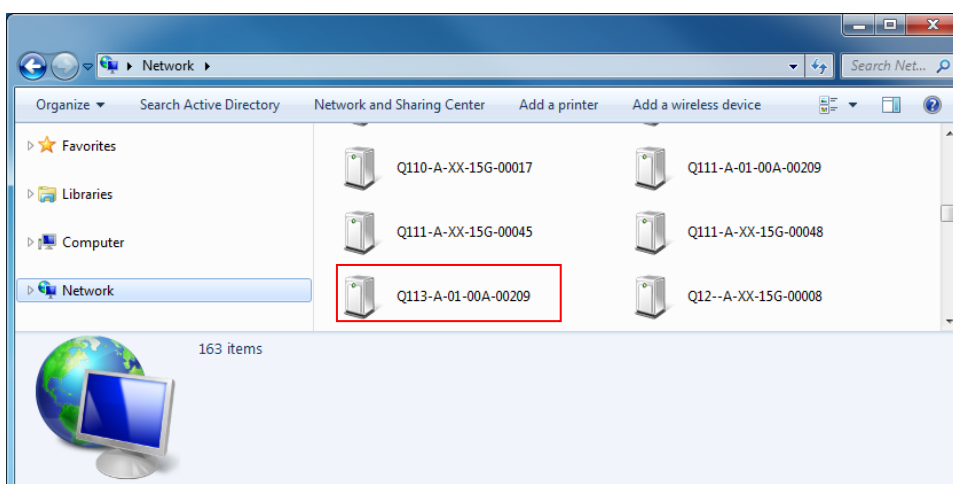 Network
Search Net...
Organize
Search Active Directory
Network and Sharing Center
Add a printer
Add a wireless device
Favorites
Libraries
Computer
Network
Q110-A-XX-15G-00017
Q111-A-01-00A-00209
Q111-A-XX-15G-00045
Q111-A-XX-15G-00048
Q113-A-01-00A-00209
Q12--A-XX-15G-00008
163 items